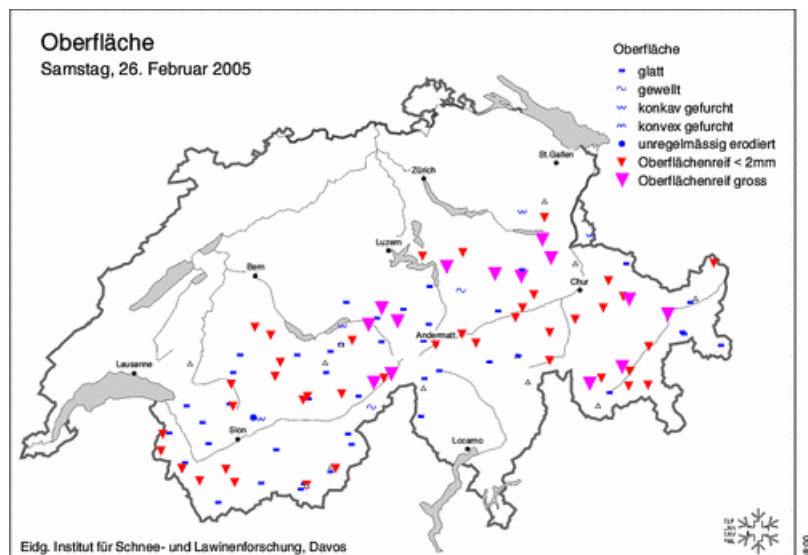 Oberfläche
Samstag, 26. Februar 2005
Oberfläche
glatt
gewellt
konkav gefurcht
konvex gefurcht
unregelmässig erodiert
Oberflächenreif < 2mm
Oberflächenreif gross
St.Gallen
Zürich
Luzern
Bern
Chur
Andermatt
Lausanne
Sion
Locarno
Eidg. Institut für Schnee- und Lawinenforschung, Davos